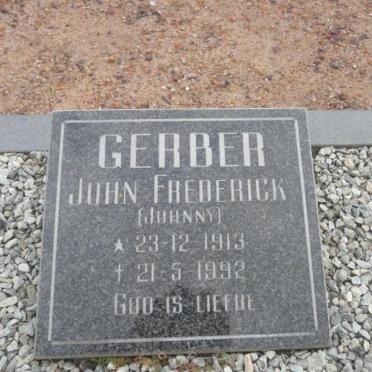 GERBER
JOHN FREDERICK
(JOHNNY)
★ 23-12-1913
† 21-5-1992
GOD IS LIEFDE